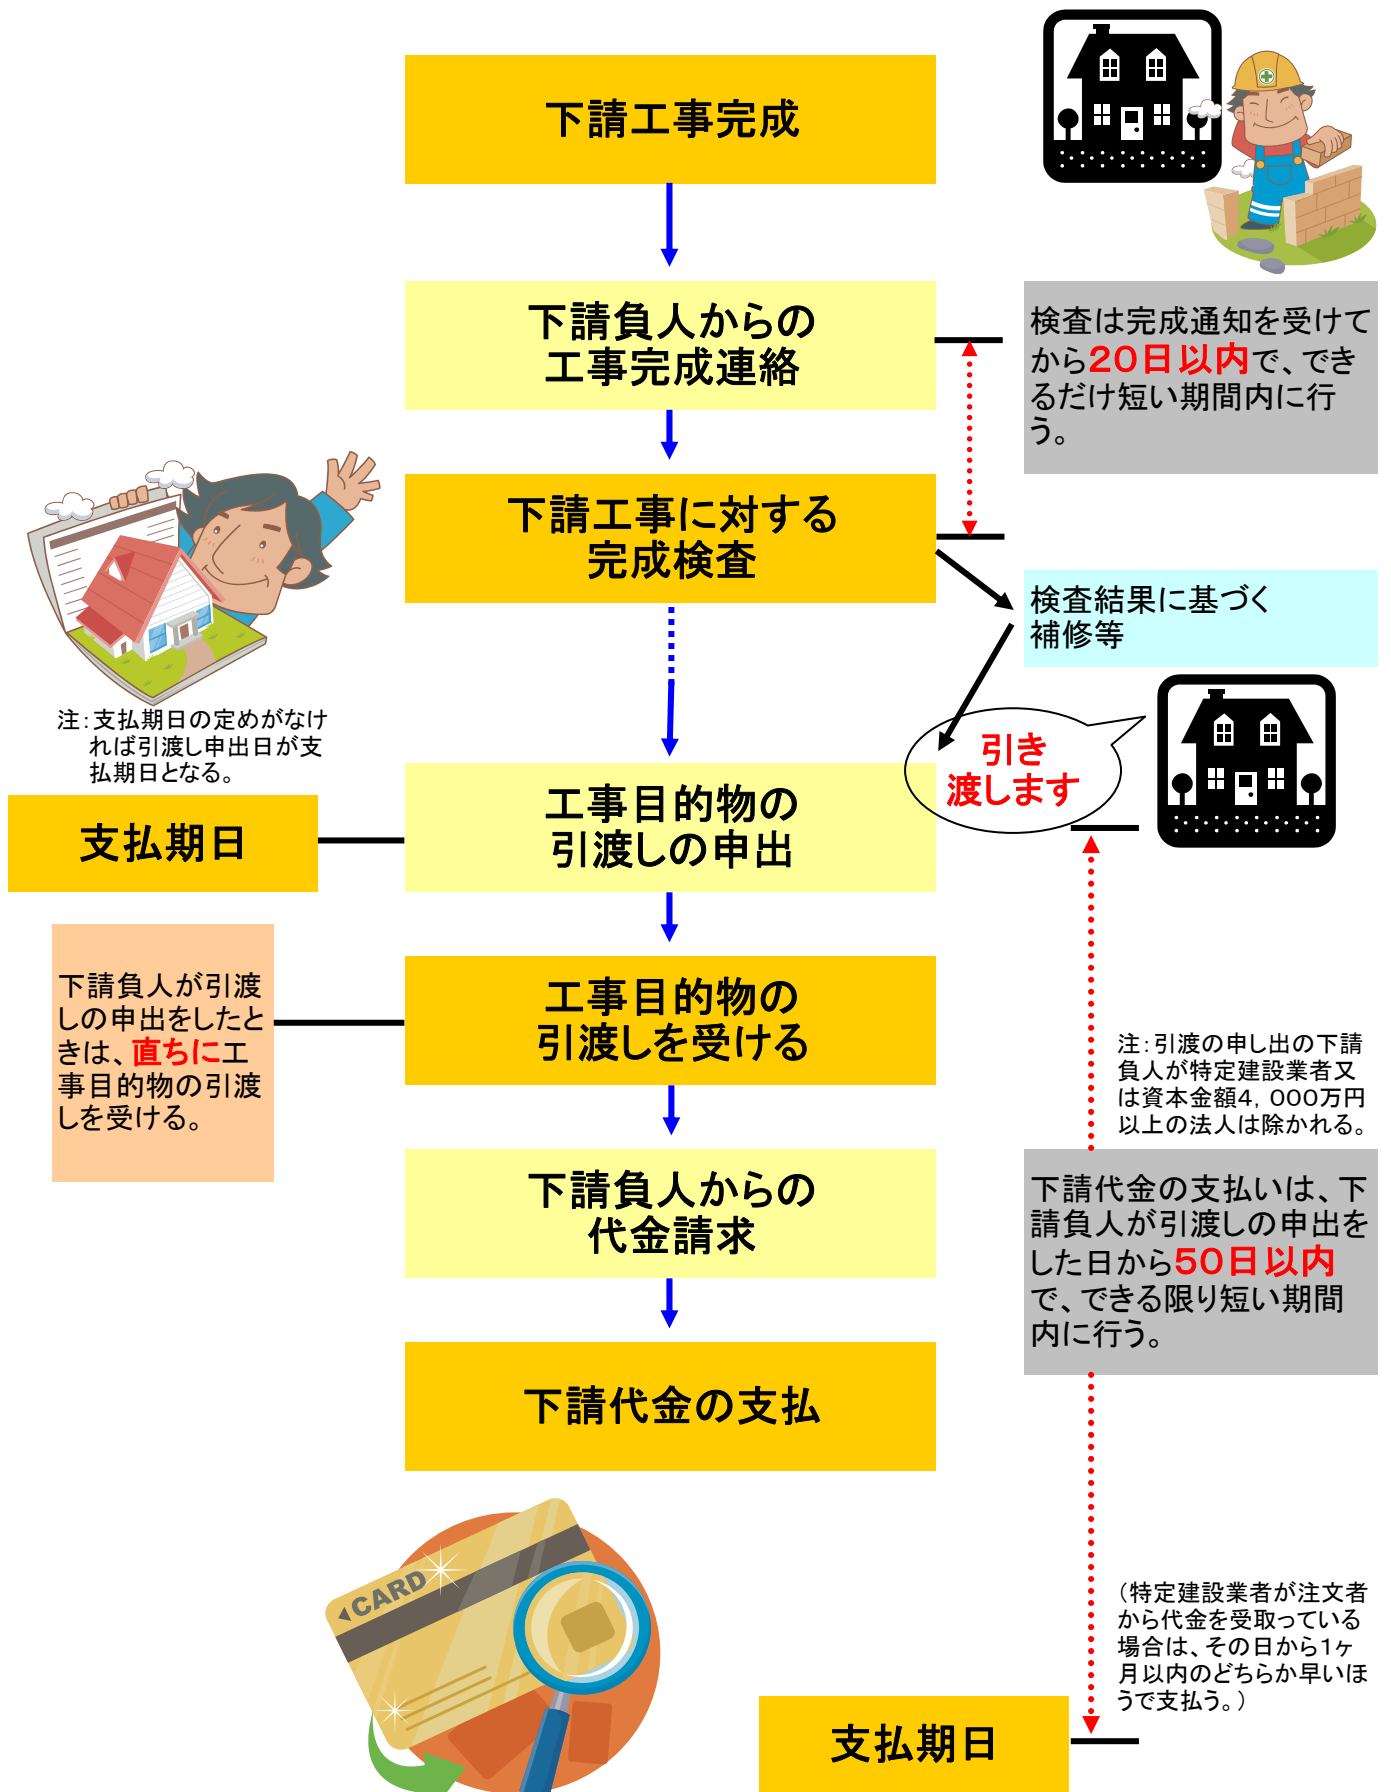 下請工事完成
下請負人からの
工事完成連絡
検査は完成通知を受けて
から20日以内で、でき
るだけ短い期間内に行
う。
下請工事に対する
完成検査
検査結果に基づく
補修等
注：支払期日の定めがなけ
れば引渡し申出日が支
払期日となる。
引き
渡します
支払期日
工事目的物の
引渡しの申出
下請負人が引渡
しの申出をしたと
きは、直ちに工
事目的物の引渡
しを受ける。
工事目的物の
引渡しを受ける
注：引渡の申し出の下請
負人が特定建設業者又
は資本金額4，000万円
以上の法人は除かれる。
下請負人からの
代金請求
下請代金の支払いは、下
請負人が引渡しの申出を
した日から50日以内
で、できる限り短い期間
内に行う。
下請代金の支払
CARD
（特定建設業者が注文者
から代金を受取っている
場合は、その日から1ヶ
月以内のどちらか早いほ
うで支払う。）
支払期日